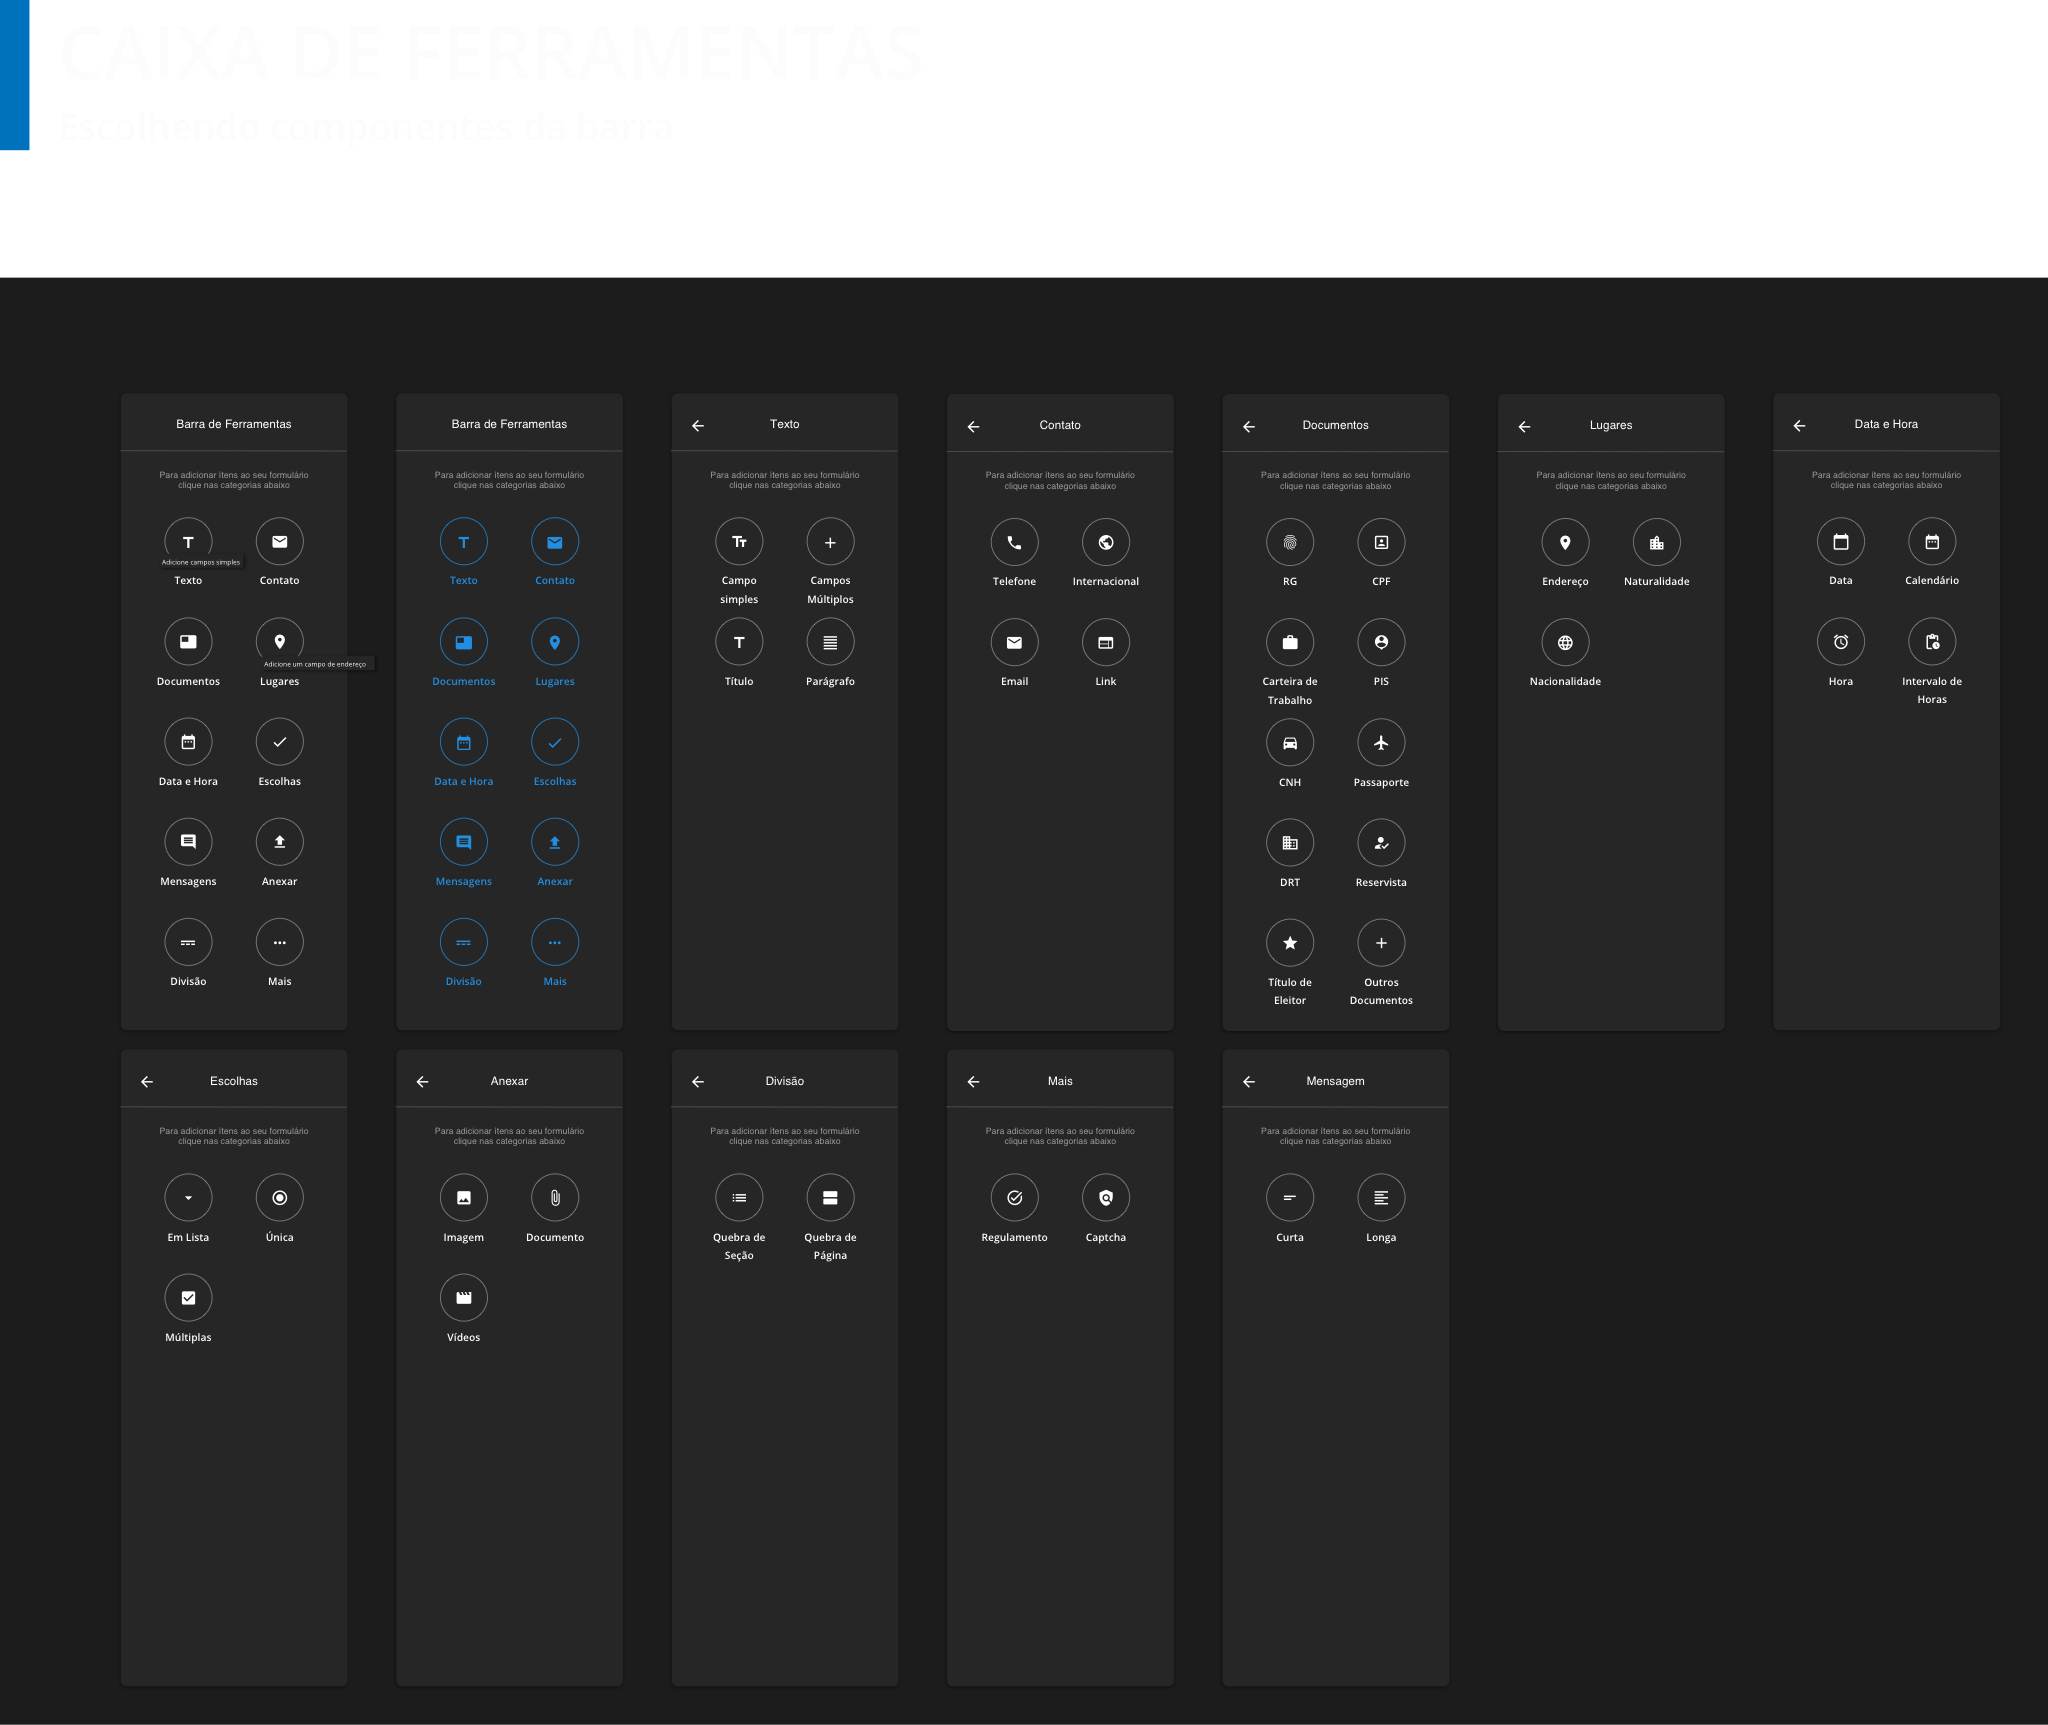 CAIXA DE FERRAMENTAS
Escolhendo componentes da barra
Barra de Ferramentas
Para adicionar itens ao seu formulário
clique nas categorias abaixo
Adicione campos simples
Texto
Contato
Adicione um campo de endereço
Documentos
Lugares
Data e Hora
Escolhas
Mensagens
Anexar
Divisão
Mais
Barra de Ferramentas
Para adicionar itens ao seu formulário
clique nas categorias abaixo
Texto
Contato
Documentos
Lugares
Data e Hora
Escolhas
Mensagens
Anexar
Divisão
Mais
Texto
Para adicionar itens ao seu formulário
clique nas categorias abaixo
Campo
simples
Campos
Múltiplos
Título
Parágrafo
Contato
Para adicionar itens ao seu formulário
clique nas categorias abaixo
Telefone
Internacional
Email
Link
Documentos
Para adicionar itens ao seu formulário
clique nas categorias abaixo
RG
CPF
Carteira de
Trabalho
PIS
CNH
Passaporte
DRT
Reservista
Título de
Eleitor
Outros
Documentos
Lugares
Para adicionar itens ao seu formulário
clique nas categorias abaixo
Endereço
Naturalidade
Nacionalidade
Data e Hora
Para adicionar itens ao seu formulário
clique nas categorias abaixo
Data
Calendário
Hora
Intervalo de
Horas
Escolhas
Para adicionar itens ao seu formulário
clique nas categorias abaixo
Em Lista
Única
Múltiplas
Anexar
Para adicionar itens ao seu formulário
clique nas categorias abaixo
Imagem
Documento
Vídeos
Divisão
Para adicionar itens ao seu formulário
clique nas categorias abaixo
Quebra de
Seção
Quebra de
Página
Mais
Para adicionar itens ao seu formulário
clique nas categorias abaixo
Regulamento
Captcha
Mensagem
Para adicionar itens ao seu formulário
clique nas categorias abaixo
Curta
Longa